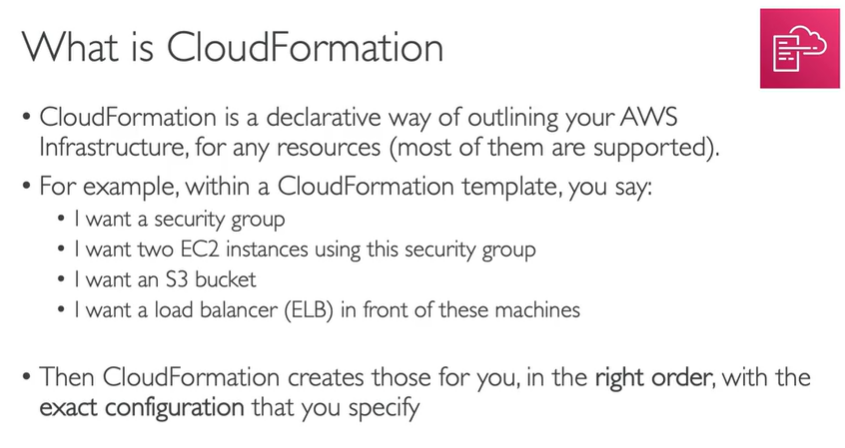 What is CloudFormation
• CloudFormation is a declarative way of outlining your AWS
Infrastructure, for any resources (most of them are supported).
• For example, within a CloudFormation template, you say:
• I want a security group
• I want two EC2 instances using this security group
• I want an S3 bucket
• I want a load balancer (ELB) in front of these machines
• Then CloudFormation creates those for you, in the right order, with the
exact configuration that you specify